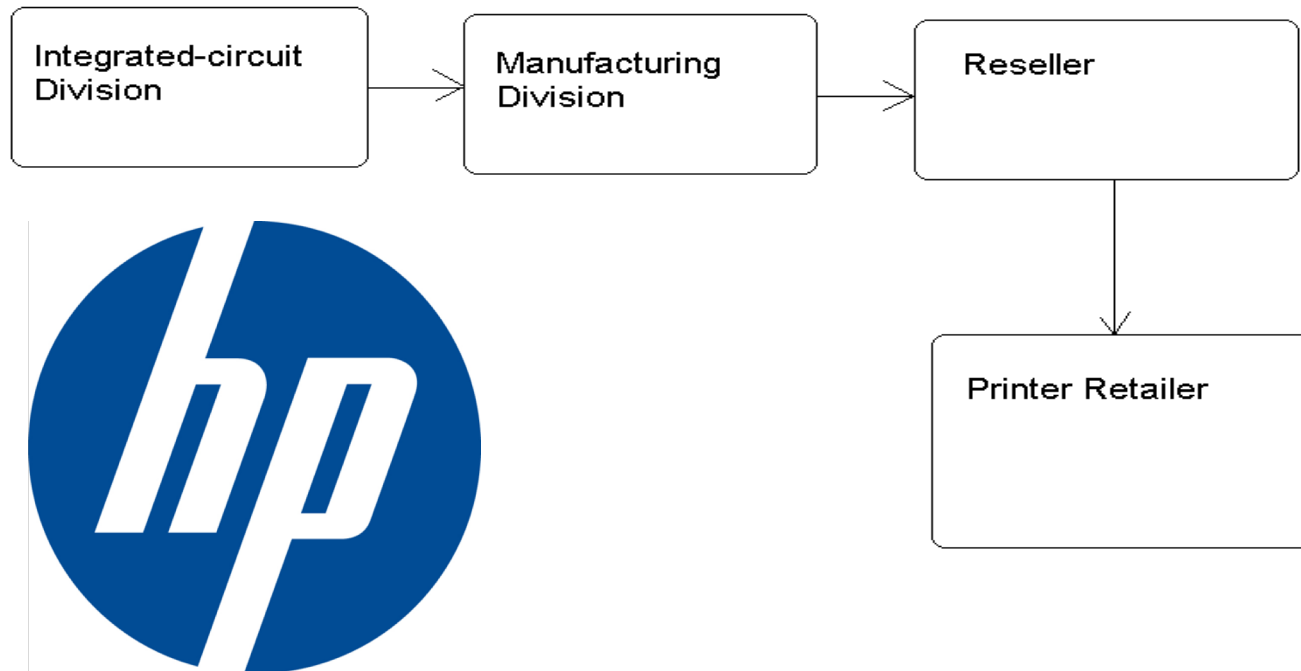 Integrated-circuit
Division
Manufacturing
Division
Reseller
Printer Retailer
hp